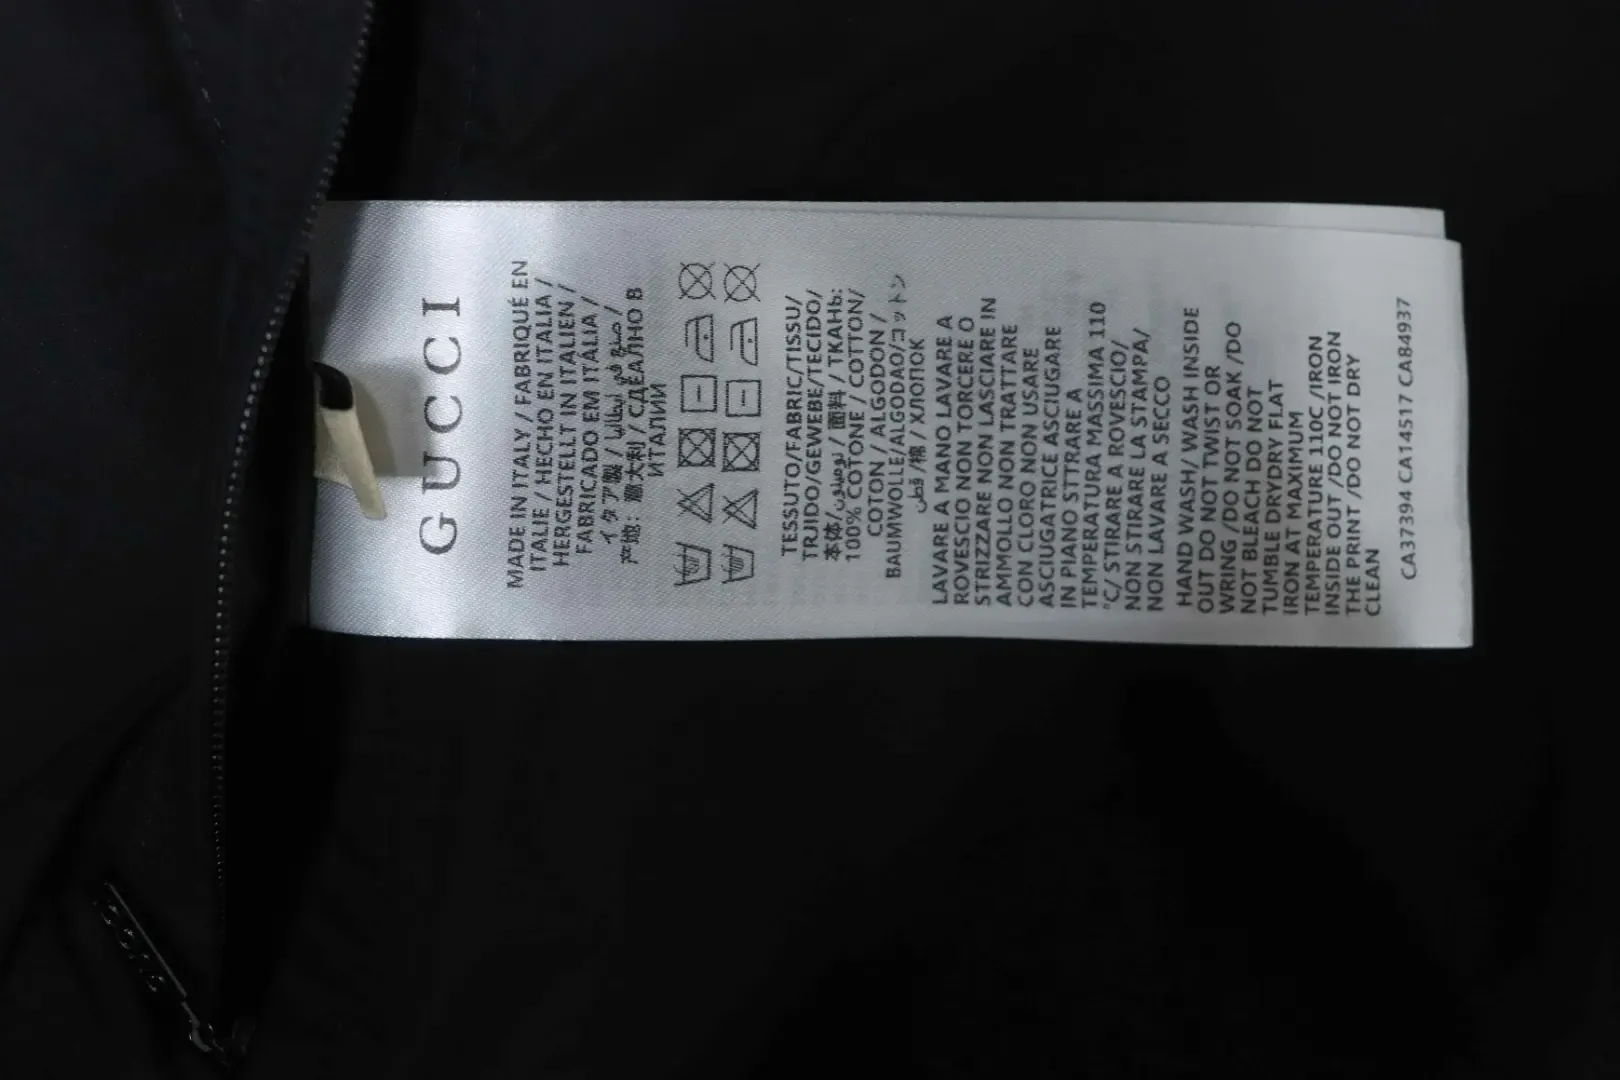 GUCCI
MADE IN ITALY / FABRIQUÉ EN
ITALIE / HECHO EN ITALIA /
HERGESTELLT IN ITALIEN /
FABRICADO EM ITÁLIA /
イタア製 / صنع في إيطاليا /
产地: 意大利 / СДЕАЛНО В
ИТАЛИИ
TESSUTO/FABRIC/TISSU/
TRJIDO/GEWEBE/TECIDO/
本体/نوصيلون / 面料 / ТКАНЬ:
100% COTONE / COTTON/
COTON / ALGODON /
BAUMWOLLE/ALGODAO/コットン
قطن /棉 /ХЛОПОК
LAVARE A MANO LAVARE A
ROVESCIO NON TORCERE O
STRIZZARE NON LASCIARE IN
AMMOLLO NON TRATTARE
CON CLORO NON USARE
ASCIUGATRICE ASCIUGARE
IN PIANO STTRARE A
TEMPERATURA MASSIMA 110
°C/ STIRARE A ROVESCIO/
NON STIRARE LA STAMPA/
NON LAVARE A SECCO
HAND WASH/ WASH INSIDE
OUT DO NOT TWIST OR
WRING /DO NOT SOAK /DO
NOT BLEACH DO NOT
TUMBLE DRYDRY FLAT
IRON AT MAXIMUM
TEMPERATURE 110C /IRON
INSIDE OUT /DO NOT IRON
THE PRINT /DO NOT DRY
CLEAN
CA37394 CA14517 CA84937